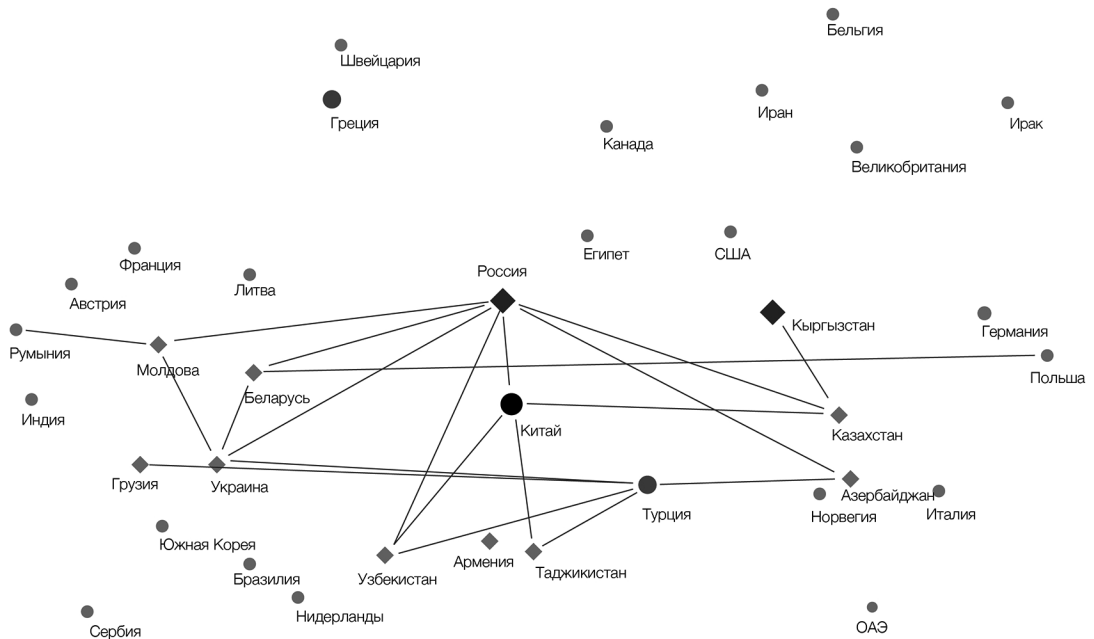 Бельгия
Швейцария
Иран
Греция
Ирак
Канада
Великобритания
Египет
США
Франция
Россия
Литва
Австрия
Кыргызстан
Германия
Румыния
Молдова
Польша
Беларусь
Индия
Китай
Казахстан
Грузия
Украина
Азербайджан
Турция
Норвегия
Италия
Южная Корея
Армения
Таджикистан
Бразилия
Узбекистан
Нидерланды
Сербия
ОАЭ